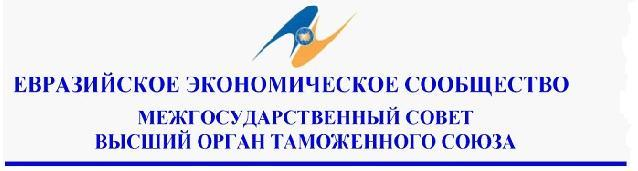 ЕВРАЗИЙСКОЕ ЭКОНОМИЧЕСКОЕ СООБЩЕСТВО
МЕЖГОСУДАРСТВЕННЫЙ СОВЕТ
ВЫСШИЙ ОРГАН ТАМОЖЕННОГО СОЮЗА